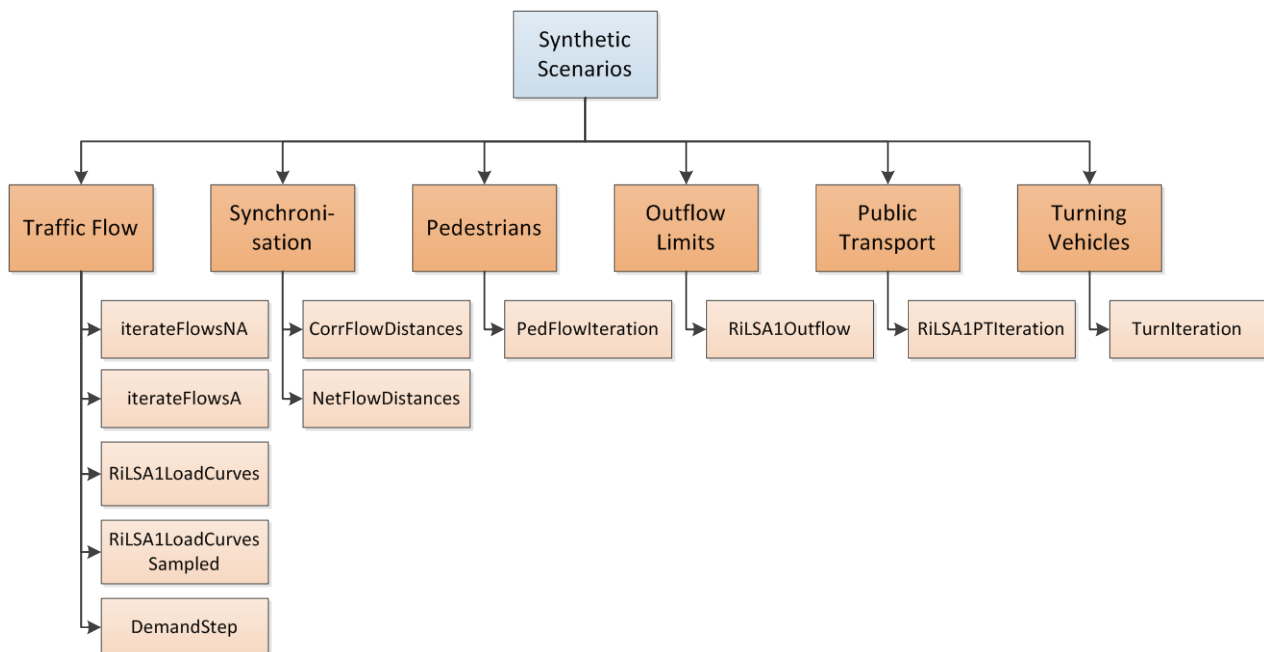 Synthetic
Scenarios
Traffic Flow
Synchroni-
sation
Pedestrians
Outflow
Limits
Public
Transport
Turning
Vehicles
iterateFlowsNA
CorrFlowDistances
PedFlowIteration
RiLSA1Outflow
RiLSA1PTIteration
TurnIteration
iterateFlowsA
NetFlowDistances
RiLSA1LoadCurves
RiLSA1LoadCurves
Sampled
DemandStep